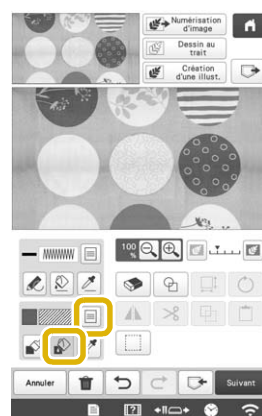 Numérisation
d'image
Dessin au
trait
Création
d'une illust.
100
%
Annuler
Suivant